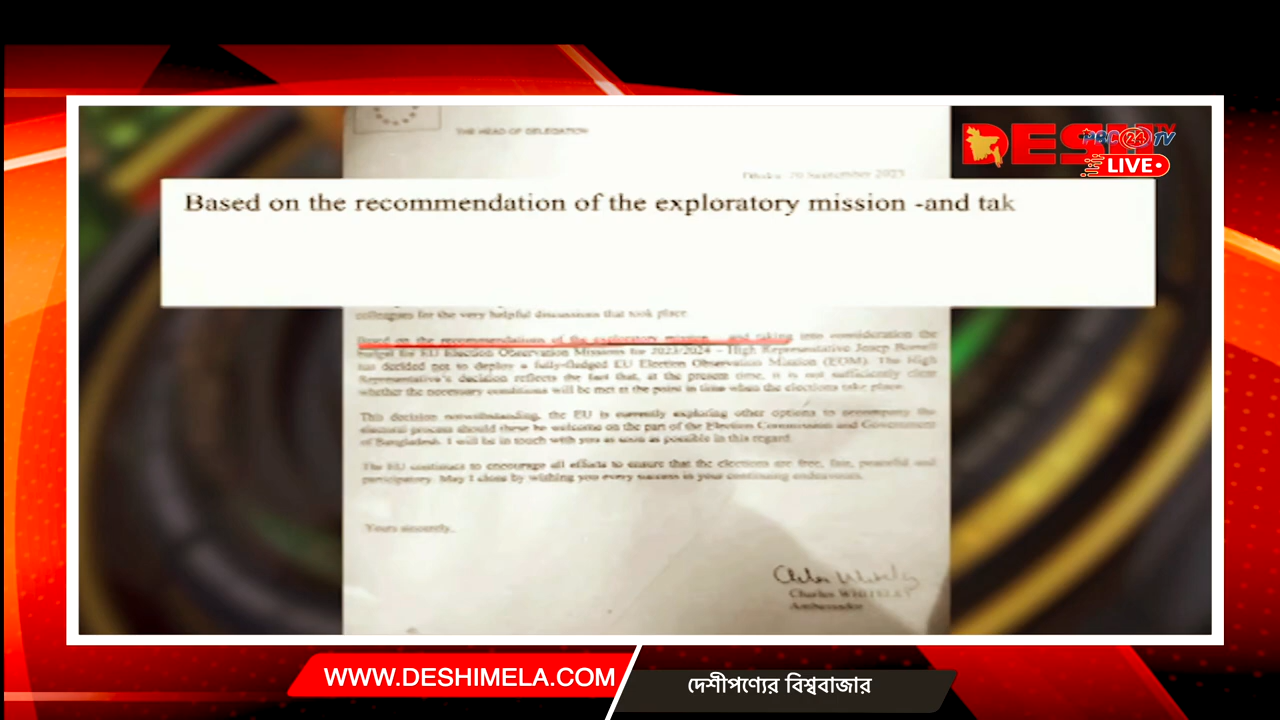 THE HEAD OF DELEGATION
Dhaka, 20 September 2023
DESH TV
24 TV
LIVE
Based on the recommendation of the exploratory mission -and tak
colleagues for the very helpful discussions that took place.
Based on the recommendations of the exploratory mission - and taking into consideration the
budget for EU Election Observation Missions for 2023/2024 – High Representative Josep Borrell
has decided not to deploy a fully-fledged EU Election Observation Mission (EOM). The High
Representative's decision reflects the fact that, at the present time, it is not sufficiently clear
whether the necessary conditions will be met at the point in time when the elections take place.
This decision notwithstanding, the EU is currently exploring other options to accompany the
electoral process should these be welcome on the part of the Election Commission and Government
of Bangladesh. I will be in touch with you as soon as possible in this regard.
The EU continues to encourage all efforts to ensure that the elections are free, fair, peaceful and
participatory. May I close by wishing you every success in your continuing endeavours.
Yours sincerely,
Charles WHITELEY
Ambassador
WWW.DESHIMELA.COM
দেশীপণ্যের বিশ্ববাজার